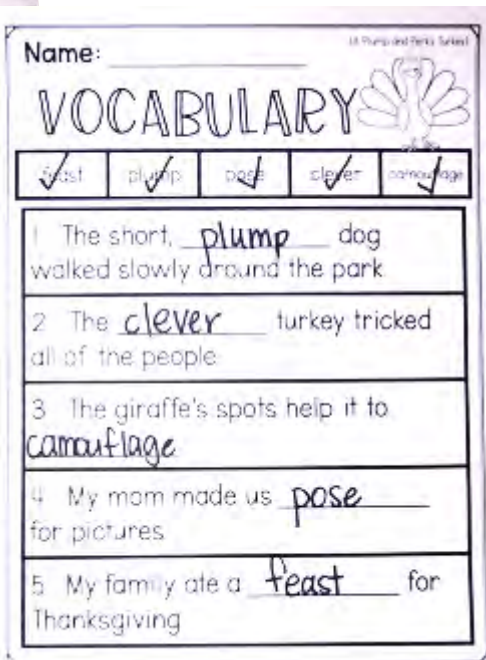 Name:
(A Plump and Perky Turkey)
VOCABULARY
feast plump pose clever camouflage
1 The short, plump dog
walked slowly around the park
2 The clever turkey tricked
all of the people
3 The giraffe's spots help it to
camouflage
4 My mom made us pose
for pictures
5 My family ate a feast for
Thanksgiving